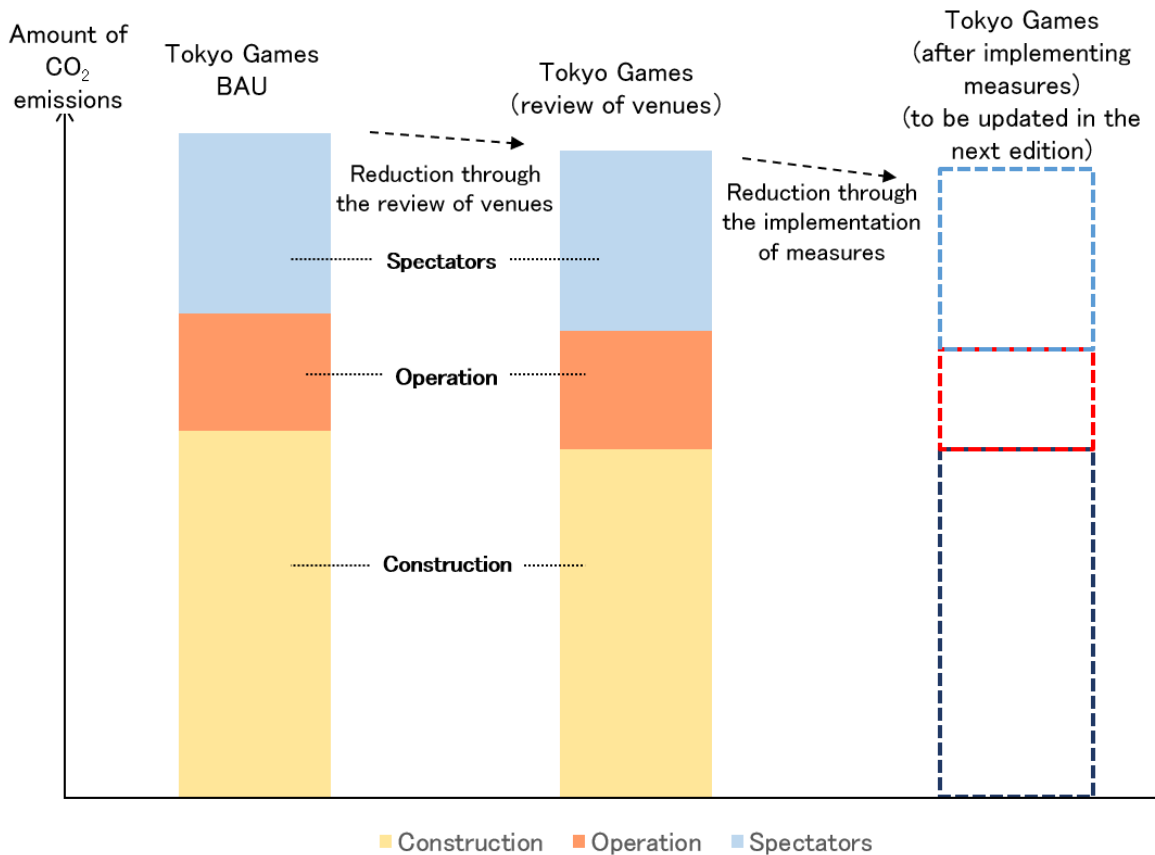 Amount of
CO2
emissions
Tokyo Games
BAU
Tokyo Games
(review of venues)
Tokyo Games
(after implementing
measures)
(to be updated in the
next edition)
Reduction through
the review of venues
Reduction through
the implementation
of measures
Spectators
Operation
Construction
Construction Operation Spectators